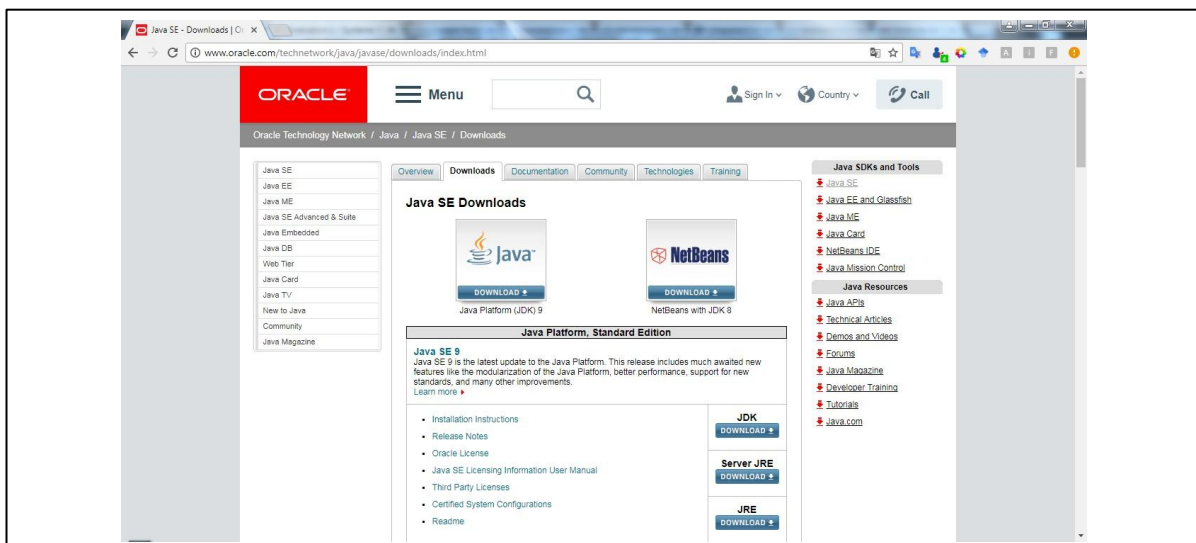 Java SE - Downloads | Or
www.oracle.com/technetwork/java/javase/downloads/index.html
ORACLE
Menu
Sign In
Country
Call
Oracle Technology Network / Java / Java SE / Downloads
Java SE
Java EE
Java ME
Java SE Advanced & Suite
Java Embedded
Java DB
Web Tier
Java Card
Java TV
New to Java
Community
Java Magazine
Overview
Downloads
Documentation
Community
Technologies
Training
Java SE Downloads
Java
DOWNLOAD
Java Platform (JDK) 9
NetBeans
DOWNLOAD
NetBeans with JDK 8
Java Platform, Standard Edition
Java SE 9
Java SE 9 is the latest update to the Java Platform. This release includes much awaited new
features like the modularization of the Java Platform, better performance, support for new
standards, and many other improvements.
Learn more
Installation Instructions
Release Notes
Oracle License
Java SE Licensing Information User Manual
Third Party Licenses
Certified System Configurations
Readme
JDK
DOWNLOAD
Server JRE
DOWNLOAD
JRE
DOWNLOAD
Java SDKs and Tools
Java SE
Java EE and Glassfish
Java ME
Java Card
NetBeans IDE
Java Mission Control
Java Resources
Java APIs
Technical Articles
Demos and Videos
Forums
Java Magazine
Developer Training
Tutorials
Java.com